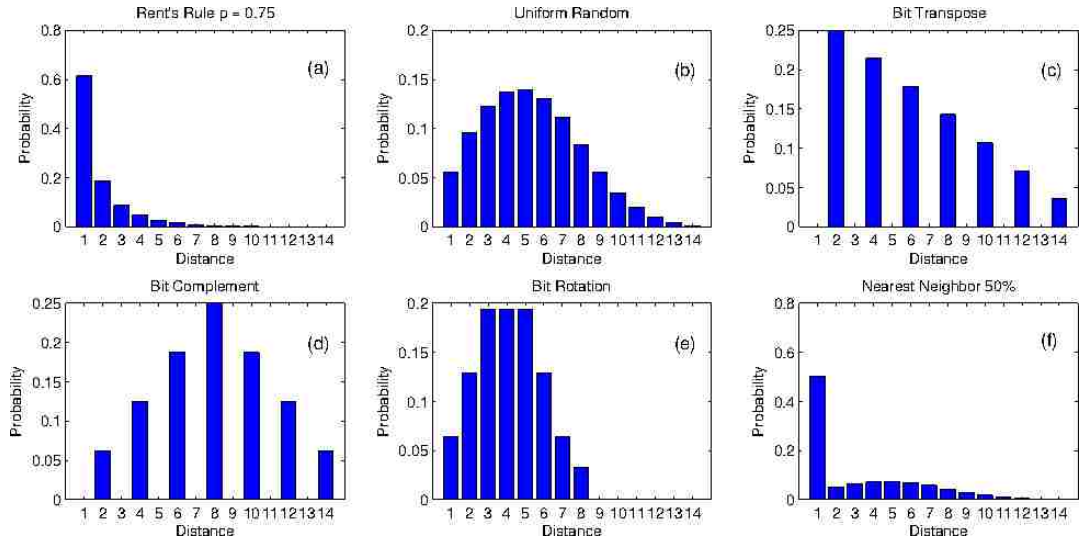 Rent's Rule p = 0.75
0.8
0.6
0.4
0.2
0
Probability
(a)
1 2 3 4 5 6 7 8 9 10 11 12 13 14
Distance
Uniform Random
0.2
0.15
0.1
0.05
0
Probability
(b)
1 2 3 4 5 6 7 8 9 10 11 12 13 14
Distance
Bit Transpose
0.25
0.2
0.15
0.1
0.05
0
Probability
(c)
1 2 3 4 5 6 7 8 9 10 11 12 13 14
Distance
Bit Complement
0.25
0.2
0.15
0.1
0.05
0
Probability
(d)
1 2 3 4 5 6 7 8 9 10 11 12 13 14
Distance
Bit Rotation
0.2
0.15
0.1
0.05
0
Probability
(e)
1 2 3 4 5 6 7 8 9 10 11 12 13 14
Distance
Nearest Neighbor 50%
0.8
0.6
0.4
0.2
0
Probability
(f)
1 2 3 4 5 6 7 8 9 10 11 12 13 14
Distance